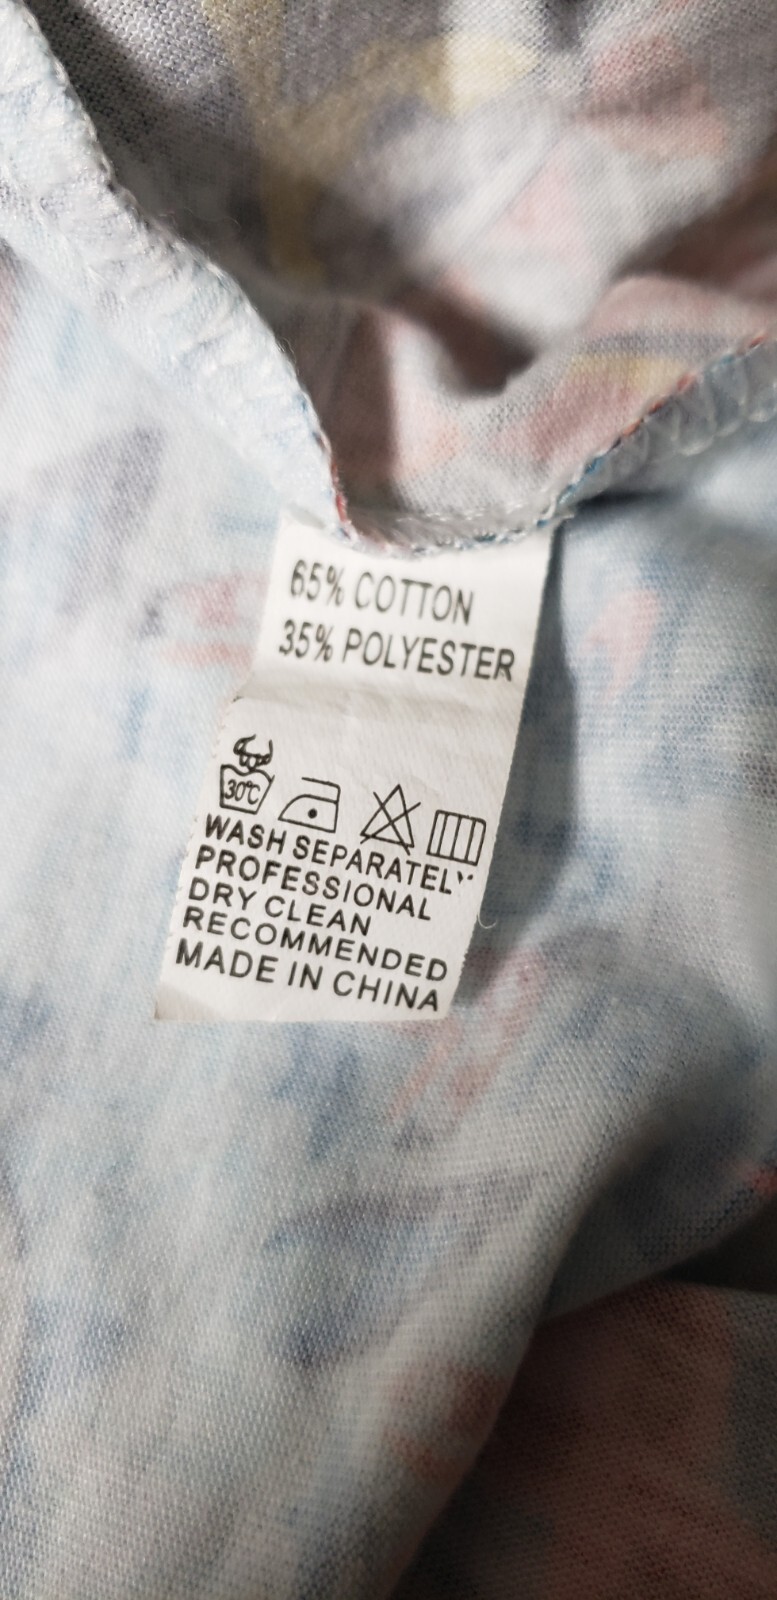 65% COTTON
35% POLYESTER
30°C
WASH SEPARATELY
PROFESSIONAL
DRY CLEAN
RECOMMENDED
MADE IN CHINA